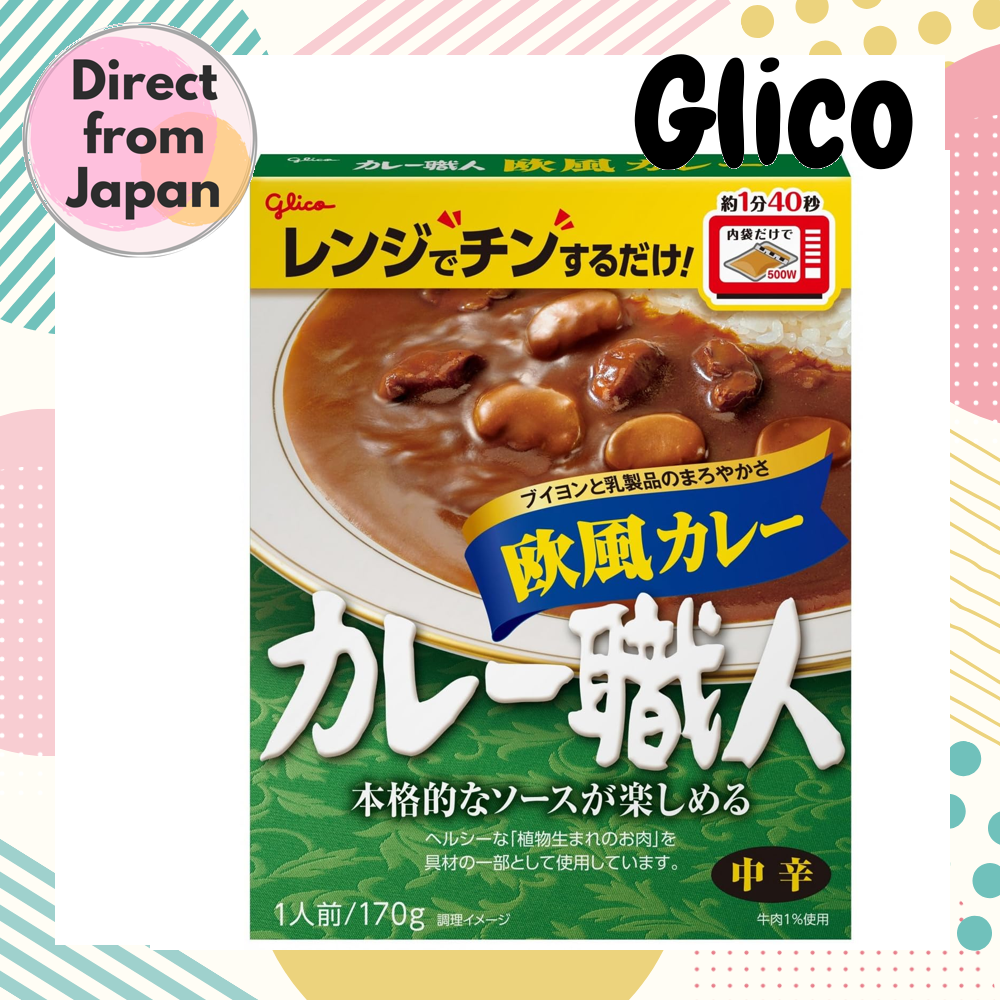 Direct
from
Japan
Glico
Glico カレー職人 欧風カレー
Glico
約1分40秒
レンジでチンするだけ!
内袋だけで
500W
ブイヨンと乳製品のまろやかさ
欧風カレー
カレー職人
本格的なソースが楽しめる
ヘルシーな「植物生まれのお肉」を
具材の一部として使用しています。
中辛
1人前/170g 調理イメージ
牛肉1%使用